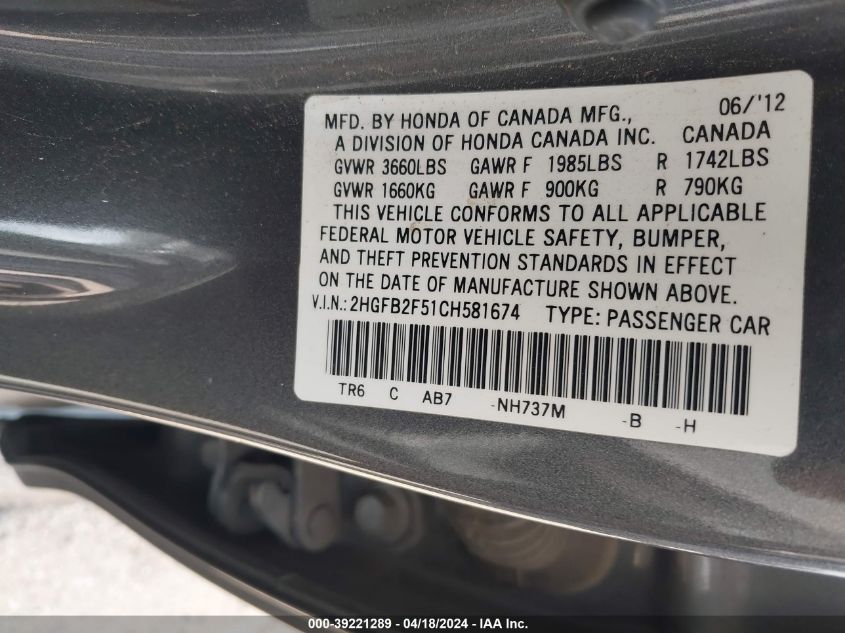 06/'12
MFD. BY HONDA OF CANADA MFG.,
A DIVISION OF HONDA CANADA INC. CANADA
GVWR 3660LBS GAWR F 1985LBS R 1742LBS
GVWR 1660KG GAWR F 900KG R 790KG
THIS VEHICLE CONFORMS TO ALL APPLICABLE
FEDERAL MOTOR VEHICLE SAFETY, BUMPER,
AND THEFT PREVENTION STANDARDS IN EFFECT
ON THE DATE OF MANUFACTURE SHOWN ABOVE.
V.I.N.: 2HGFB2F51CH581674 TYPE: PASSENGER CAR
TR6 C AB7 -NH737M -B -H
000-39221289 - 04/18/2024 - IAA Inc.